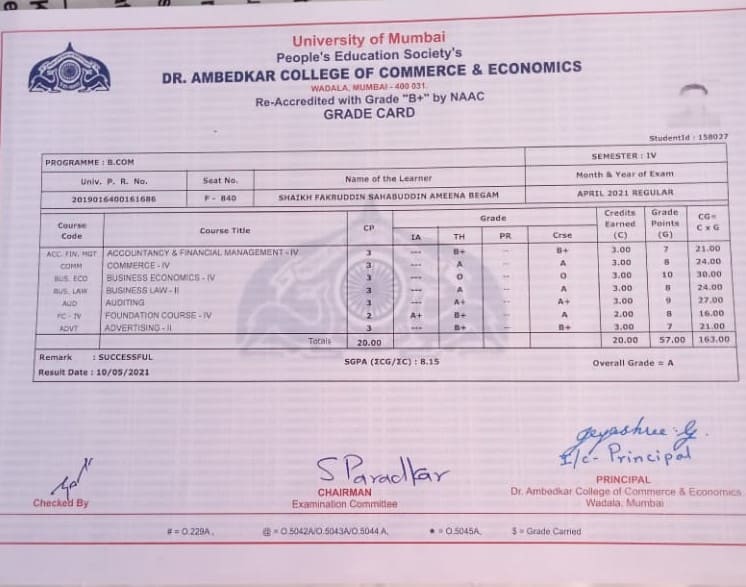 University of Mumbai
People's Education Society's
DR. AMBEDKAR COLLEGE OF COMMERCE & ECONOMICS
WADALA, MUMBAI - 400 031.
Re-Accredited with Grade "B+" by NAAC
GRADE CARD
StudentId : 158027
PROGRAMME : B.COM SEMESTER : IV
Univ. P. R. No. Seat No. Name of the Learner Month & Year of Exam
2019016400161686 F - 840 SHAIKH FAKRUDDIN SAHABUDDIN AMEENA BEGAM APRIL 2021 REGULAR
Course Code Course Title CP Grade Credits Earned (C) Grade Points (G) CG= C x G
IA TH PR Crse
ACC. FIN. MGT ACCOUNTANCY & FINANCIAL MANAGEMENT - IV 3 --- B+ -- B+ 3.00 7 21.00
COMM COMMERCE - IV 3 --- A -- A 3.00 8 24.00
BUS. ECO BUSINESS ECONOMICS - IV 3 --- O -- O 3.00 10 30.00
BUS. LAW BUSINESS LAW - II 3 --- A -- A 3.00 8 24.00
AUD AUDITING 3 --- A+ -- A+ 3.00 9 27.00
FC - IV FOUNDATION COURSE - IV 2 A+ B+ -- A 2.00 8 16.00
ADVT ADVERTISING - II 3 --- B+ -- B+ 3.00 7 21.00
Totals 20.00 20.00 57.00 163.00
Remark : SUCCESSFUL SGPA (ΣCG/ΣC) : 8.15 Overall Grade = A
Result Date : 10/05/2021
S Paradkar
Jayashree G.
I/c- Principal
Checked By
CHAIRMAN
Examination Committee
PRINCIPAL
Dr. Ambedkar College of Commerce & Economics
Wadala, Mumbai
# = O.229A, @ = O.5042A/O.5043A/O.5044 A, * = O.5045A, $ = Grade Carried